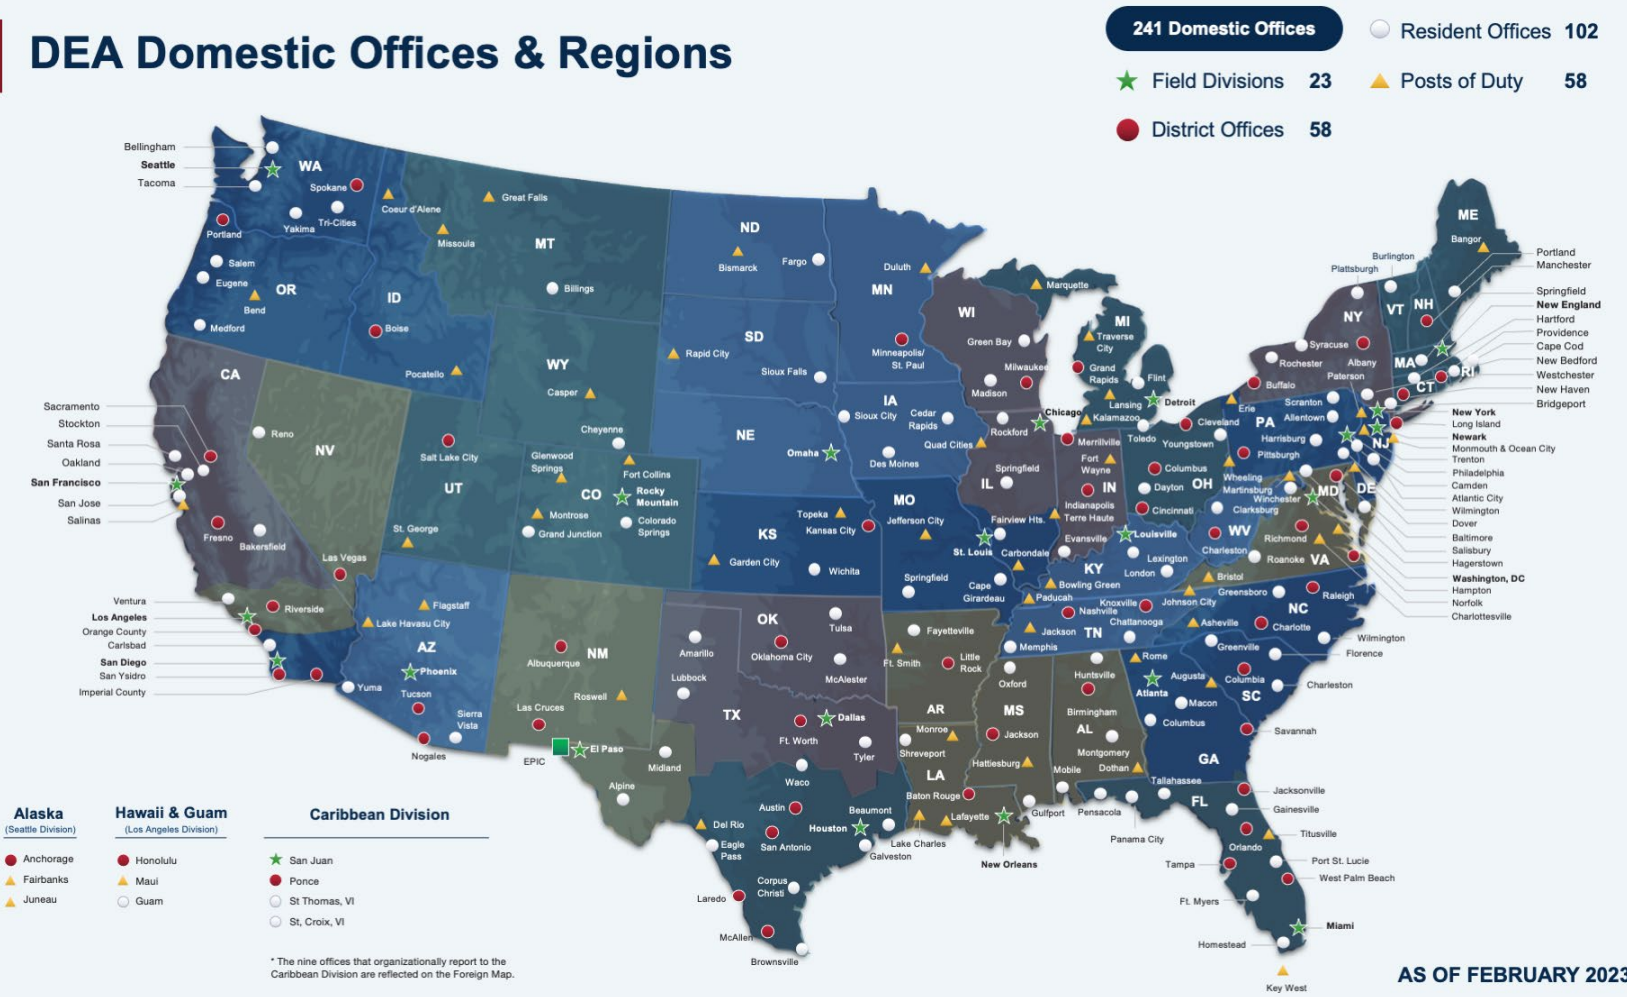 DEA Domestic Offices & Regions
241 Domestic Offices
Resident Offices 102
Field Divisions 23
Posts of Duty 58
District Offices 58
Bellingham
Seattle
Tacoma
WA
Spokane
Yakima
Tri-Cities
Portland
Salem
Eugene
OR
Bend
Medford
Coeur d'Alene
ID
Boise
Pocatello
Great Falls
Missoula
MT
Billings
WY
Casper
Cheyenne
ND
Bismarck
Fargo
SD
Rapid City
Sioux Falls
NE
Omaha
Duluth
MN
Minneapolis/
St. Paul
IA
Sioux City
Cedar
Rapids
Quad Cities
Des Moines
WI
Green Bay
Milwaukee
Madison
Marquette
MI
Traverse
City
Grand
Rapids
Flint
Lansing
Detroit
Kalamazoo
Chicago
Rockford
Springfield
IL
Fairview Hts.
Carbondale
Merrillville
Fort
Wayne
IN
Indianapolis
Terre Haute
Evansville
Toledo
Cleveland
Youngstown
Columbus
Dayton
OH
Cincinnati
CA
Sacramento
Stockton
Santa Rosa
Oakland
San Francisco
San Jose
Salinas
Fresno
Bakersfield
Ventura
Los Angeles
Orange County
Carlsbad
San Diego
San Ysidro
Imperial County
Riverside
NV
Reno
Las Vegas
Salt Lake City
UT
St. George
Glenwood
Springs
Fort Collins
CO
Rocky
Mountain
Montrose
Grand Junction
Colorado
Springs
KS
Topeka
Kansas City
Garden City
Wichita
MO
Jefferson City
St. Louis
Springfield
Cape
Girardeau
AZ
Flagstaff
Lake Havasu City
Phoenix
Yuma
Tucson
Sierra
Vista
Nogales
NM
Albuquerque
Roswell
Las Cruces
EPIC
El Paso
OK
Tulsa
Oklahoma City
McAlester
TX
Amarillo
Lubbock
Dallas
Ft. Worth
Tyler
Midland
Alpine
Waco
Austin
Beaumont
Houston
Del Rio
San Antonio
Eagle
Pass
Galveston
Corpus
Christi
Laredo
McAllen
Brownsville
Fayetteville
Ft. Smith
Little
Rock
AR
Monroe
Shreveport
LA
Baton Rouge
Lafayette
Lake Charles
New Orleans
Oxford
MS
Jackson
Hattiesburg
Gulfport
Huntsville
Birmingham
AL
Montgomery
Mobile
Dothan
KY
Louisville
Lexington
London
Bowling Green
Paducah
TN
Nashville
Knoxville
Johnson City
Chattanooga
Jackson
Memphis
Rome
Augusta
Atlanta
Macon
Columbus
GA
Savannah
Tallahassee
FL
Pensacola
Panama City
Jacksonville
Gainesville
Titusville
Orlando
Tampa
Port St. Lucie
West Palm Beach
Ft. Myers
Miami
Homestead
Key West
SC
Greenville
Columbia
Florence
Charleston
NC
Greensboro
Raleigh
Asheville
Charlotte
Wilmington
VA
Richmond
Roanoke
Bristol
Winchester
WV
Wheeling
Martinsburg
Clarksburg
Charleston
MD
DE
PA
Erie
Scranton
Allentown
Harrisburg
Pittsburgh
NJ
Paterson
NY
Plattsburgh
Syracuse
Rochester
Albany
Buffalo
Burlington
VT
NH
ME
Bangor
MA
CT
RI
Portland
Manchester
Springfield
New England
Hartford
Providence
Cape Cod
New Bedford
Westchester
New Haven
Bridgeport
New York
Long Island
Newark
Monmouth & Ocean City
Trenton
Philadelphia
Camden
Atlantic City
Wilmington
Dover
Baltimore
Salisbury
Hagerstown
Washington, DC
Hampton
Norfolk
Charlottesville
Alaska
(Seattle Division)
Anchorage
Fairbanks
Juneau
Hawaii & Guam
(Los Angeles Division)
Honolulu
Maui
Guam
Caribbean Division
San Juan
Ponce
St Thomas, VI
St, Croix, VI
* The nine offices that organizationally report to the
Caribbean Division are reflected on the Foreign Map.
AS OF FEBRUARY 2023